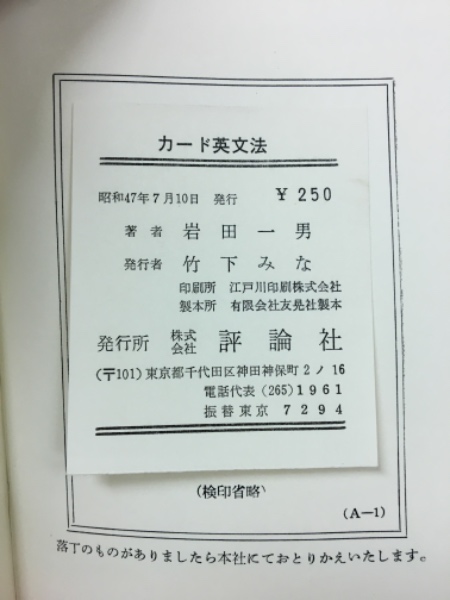 カード英文法
昭和47年7月10日 発行 ¥250
著者 岩田一男
発行者 竹下みな
印刷所 江戸川印刷株式会社
製本所 有限会社友晃社製本
発行所 株式会社 評論社
(〒101)東京都千代田区神田神保町2ノ16
電話代表(265)1961
振替東京 7294
(検印省略)
(A-1)
落丁のものがありましたら本社にておとりかえいたします。